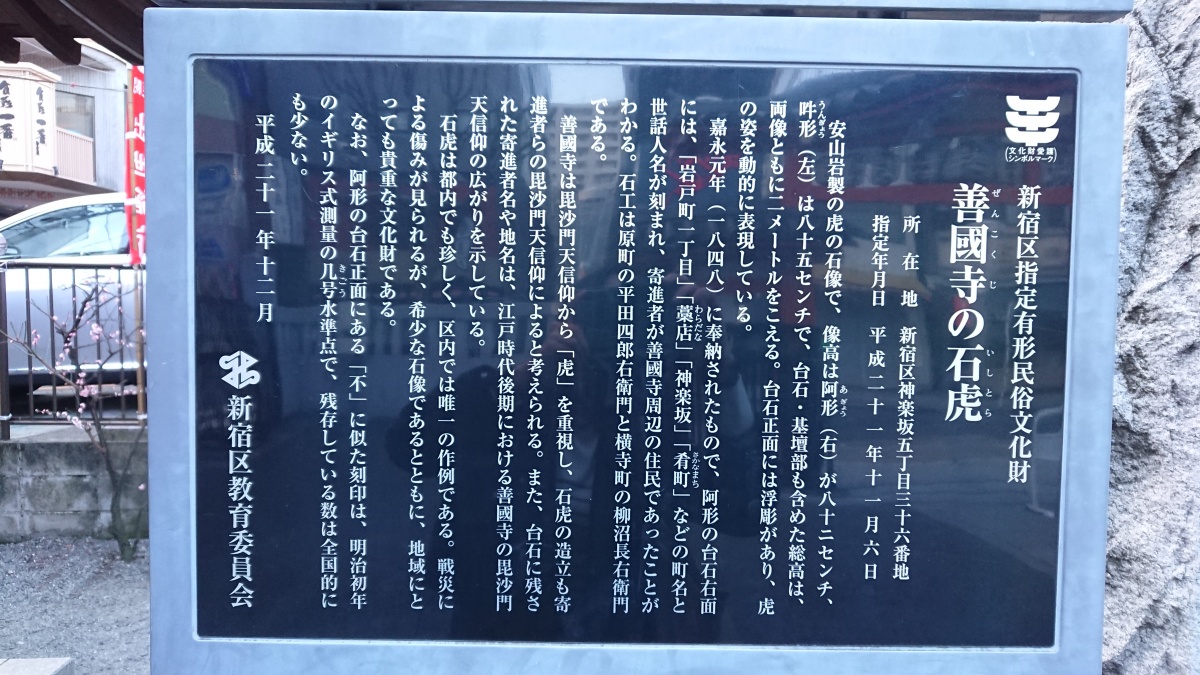 (文化財愛護
シンボルマーク)
新宿区指定有形民俗文化財
善國寺の石虎
ぜんこくじ いしとら
所在地 新宿区神楽坂五丁目三十六番地
指定年月日 平成二十一年十一月六日
安山岩製の虎の石像で、像高は阿形(右)が八十二センチ、
あぎょう
吽形(左)は八十五センチで、台石・基壇部も含めた総高は、
うんぎょう
両像ともに二メートルをこえる。台石正面には浮彫があり、虎
の姿を動的に表現している。
嘉永元年(一八四八)に奉納されたもので、阿形の台石右面
には、「岩戸町一丁目」「藁店」「神楽坂」「肴町」などの町名と
わらだな さかなまち
世話人名が刻まれ、寄進者が善國寺周辺の住民であったことが
わかる。石工は原町の平田四郎右衛門と横寺町の柳沼長右衛門
である。
善國寺は毘沙門天信仰から「虎」を重視し、石虎の造立も寄
進者らの毘沙門天信仰によると考えられる。また、台石に残さ
れた寄進者名や地名は、江戸時代後期における善國寺の毘沙門
天信仰の広がりを示している。
石虎は都内でも珍しく、区内では唯一の作例である。戦災に
よる傷みが見られるが、希少な石像であるとともに、地域にと
っても貴重な文化財である。
なお、阿形の台石正面にある「不」に似た刻印は、明治初年
のイギリス式測量の几号水準点で、残存している数は全国的に
きごう
も少ない。
平成二十一年十二月
新宿区教育委員会